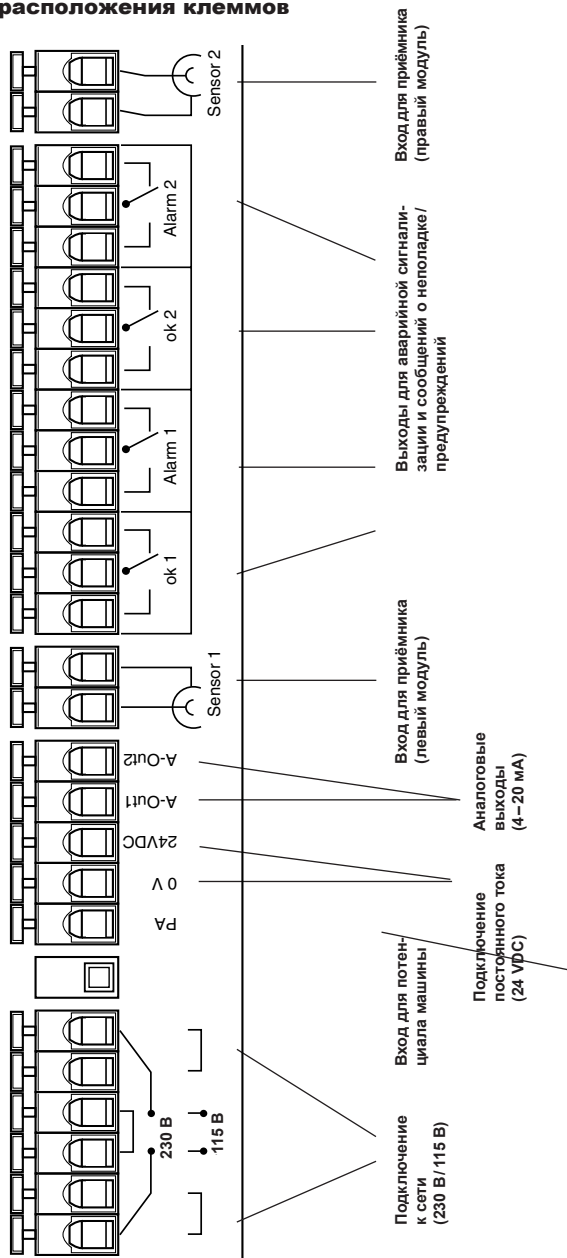 расположения клеммов
Sensor 2
Alarm 2
ok 2
Alarm 1
ok 1
Sensor 1
A-Out2
A-Out1
24VDC
0 V
PA
230 В
115 В
Вход для приёмника
(правый модуль)
Выходы для аварийной сигнали-
зации и сообщений о неполадке/
предупреждений
Вход для приёмника
(левый модуль)
Аналоговые
выходы
(4–20 мА)
Подключение
постоянного тока
(24 VDC)
Вход для потен-
циала машины
Подключение
к сети
(230 В/115 В)